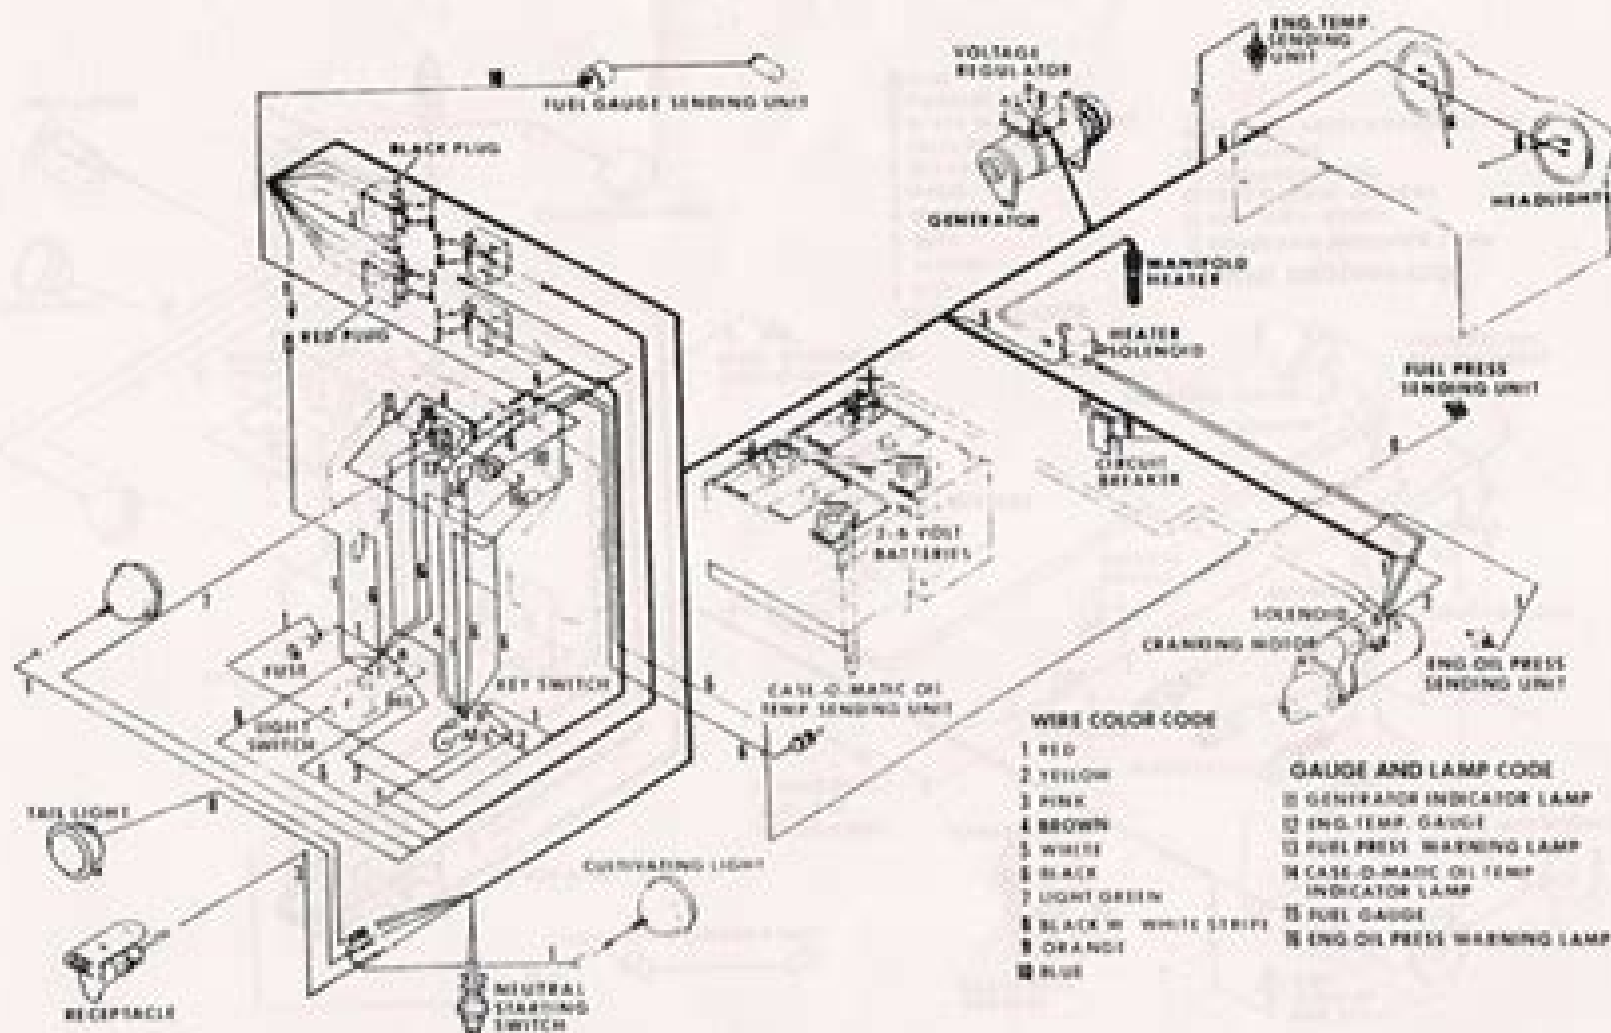 ENG. TEMP.
SENDING
UNIT
VOLTAGE
REGULATOR
FUEL GAUGE SENDING UNIT
BLACK PLUG
HEADLIGHTS
GENERATOR
MANIFOLD
HEATER
RED PLUG
HEATER
SOLENOID
FUEL PRESS
SENDING UNIT
CIRCUIT
BREAKER
2-6 VOLT
BATTERIES
SOLENOID
CRANKING MOTOR
ENG. OIL PRESS
SENDING UNIT
FUSE
KEY SWITCH
CASE-O-MATIC OIL
TEMP SENDING UNIT
LIGHT
SWITCH
WIRE COLOR CODE
1 RED
2 YELLOW
3 PINK
4 BROWN
5 WHITE
6 BLACK
7 LIGHT GREEN
8 BLACK W WHITE STRIPE
9 ORANGE
10 BLUE
GAUGE AND LAMP CODE
11 GENERATOR INDICATOR LAMP
12 ENG. TEMP. GAUGE
13 FUEL PRESS WARNING LAMP
14 CASE-O-MATIC OIL TEMP
INDICATOR LAMP
15 FUEL GAUGE
16 ENG OIL PRESS WARNING LAMP
TAIL LIGHT
CULTIVATING LIGHT
RECEPTACLE
NEUTRAL
STARTING
SWITCH